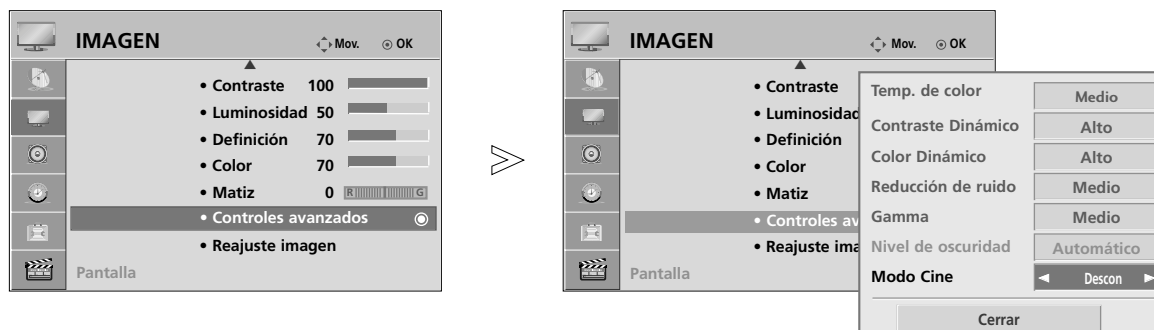 IMAGEN Mov. OK
• Contraste 100
• Luminosidad 50
• Definición 70
• Color 70
• Matiz 0 R G
• Controles avanzados
• Reajuste imagen
Pantalla
IMAGEN Mov. OK
• Contraste
• Luminosidad
• Definición
• Color
• Matiz
• Controles av
• Reajuste ima
Pantalla
Temp. de color Medio
Contraste Dinámico Alto
Color Dinámico Alto
Reducción de ruido Medio
Gamma Medio
Nivel de oscuridad Automático
Modo Cine ◄ Descon ►
Cerrar